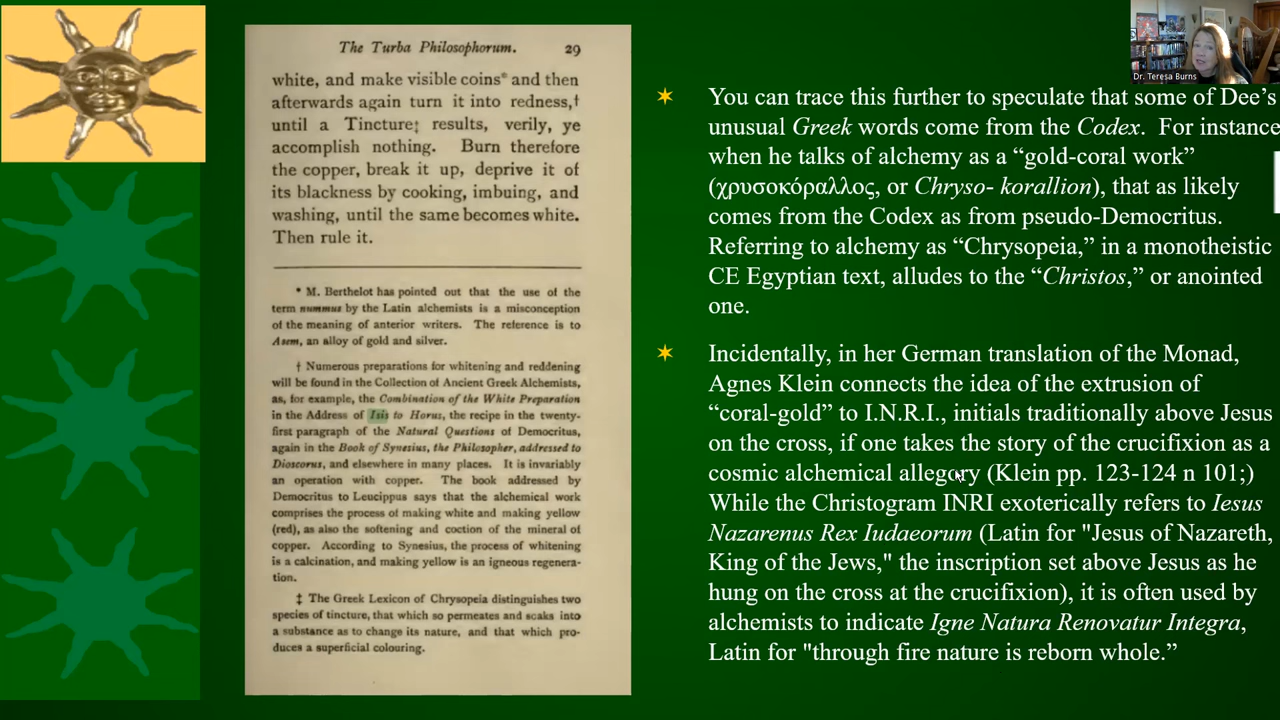 The Turba Philosophorum. 29
white, and make visible coins* and then
afterwards again turn it into redness,†
until a Tincture‡ results, verily, ye
accomplish nothing. Burn therefore
the copper, break it up, deprive it of
its blackness by cooking, imbuing, and
washing, until the same becomes white.
Then rule it.
* M. Berthelot has pointed out that the use of the
term nummus by the Latin alchemists is a misconception
of the meaning of anterior writers. The reference is to
Asem, an alloy of gold and silver.
† Numerous preparations for whitening and reddening
will be found in the Collection of Ancient Greek Alchemists,
as, for example, the Combination of the White Preparation
in the Address of Isis to Horus, the recipe in the twenty-
first paragraph of the Natural Questions of Democritus,
again in the Book of Synesius, the Philosopher, addressed to
Dioscorus, and elsewhere in many places. It is invariably
an operation with copper. The book addressed by
Democritus to Leucippus says that the alchemical work
comprises the process of making white and making yellow
(red), as also the softening and coction of the mineral of
copper. According to Synesius, the process of whitening
is a calcination, and making yellow is an igneous regenera-
tion.
‡ The Greek Lexicon of Chrysopeia distinguishes two
species of tincture, that which so permeates and soaks into
a substance as to change its nature, and that which pro-
duces a superficial colouring.
You can trace this further to speculate that some of Dee's
unusual Greek words come from the Codex. For instance
when he talks of alchemy as a “gold-coral work”
(χρυσοκόραλλος, or Chryso- korallion), that as likely
comes from the Codex as from pseudo-Democritus.
Referring to alchemy as “Chrysopeia,” in a monotheistic
CE Egyptian text, alludes to the “Christos,” or anointed
one.
Incidentally, in her German translation of the Monad,
Agnes Klein connects the idea of the extrusion of
“coral-gold” to I.N.R.I., initials traditionally above Jesus
on the cross, if one takes the story of the crucifixion as a
cosmic alchemical allegory (Klein pp. 123-124 n 101;)
While the Christogram INRI exoterically refers to Iesus
Nazarenus Rex Iudaeorum (Latin for "Jesus of Nazareth,
King of the Jews," the inscription set above Jesus as he
hung on the cross at the crucifixion), it is often used by
alchemists to indicate Igne Natura Renovatur Integra,
Latin for "through fire nature is reborn whole.”
Dr. Teresa Burns